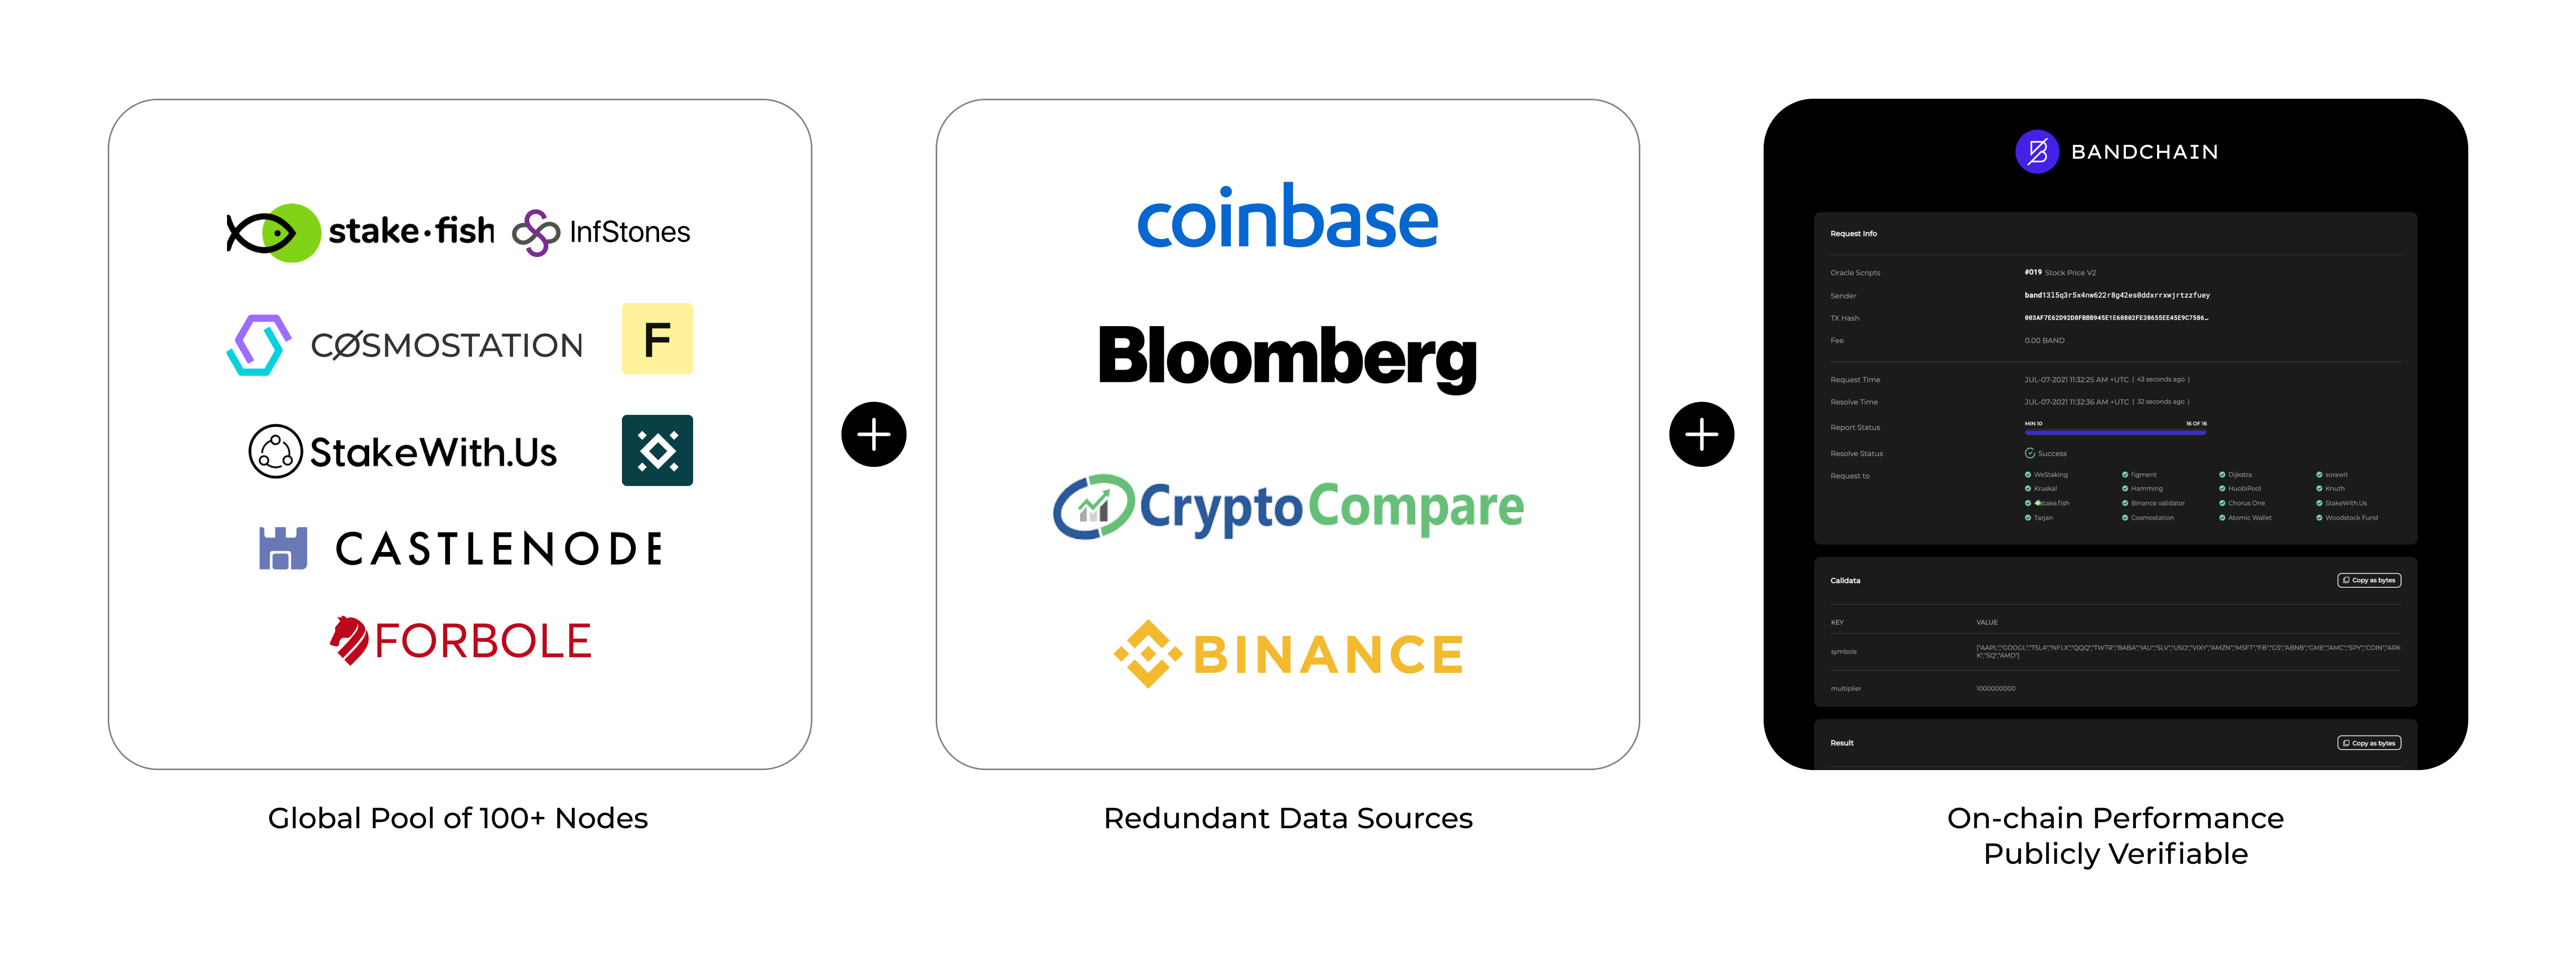 stake·fish InfStones
CØSMOSTATION F
StakeWith.Us
CASTLENODE
FORBOLE
Global Pool of 100+ Nodes
coinbase
Bloomberg
CryptoCompare
BINANCE
Redundant Data Sources
BANDCHAIN
Request Info
Oracle Scripts #019 Stock Price V2
Sender band13l5q3r5x4nw622r8g42es0ddxrrxwjrtzzfuey
TX Hash 003AF7E62D92D8FBBB945E1E60802FE30655EE45E9C7586…
Fee 0.00 BAND
Request Time JUL-07-2021 11:32:25 AM +UTC ( 43 seconds ago )
Resolve Time JUL-07-2021 11:32:36 AM +UTC ( 32 seconds ago )
Report Status MIN 10 16 OF 16
Resolve Status Success
Request to WeStaking figment Dijkstra sorawit
Kruskal Hamming HuobiPool Knuth
stake.fish Binance validator Chorus One StakeWith.Us
Tarjan Cosmostation Atomic Wallet Woodstock Fund
Calldata Copy as bytes
KEY VALUE
symbols ["AAPL","GOOGL","TSLA","NFLX","QQQ","TWTR","BABA","IAU","SLV","USO","VIXY","AMZN","MSFT","FB","GS","ABNB","GME","AMC","SPY","COIN","ARK
K","SQ","AMD"]
multiplier 1000000000
Result Copy as bytes
On-chain Performance
Publicly Verifiable